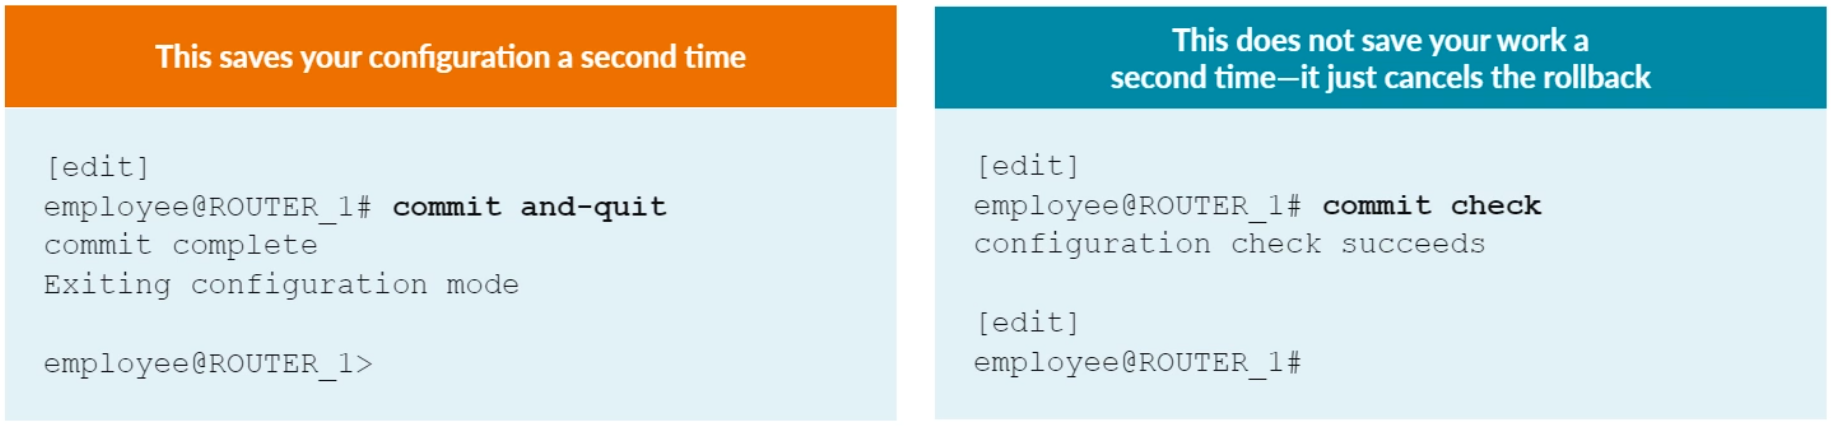 This saves your configuration a second time
[edit]
employee@ROUTER_1# commit and-quit
commit complete
Exiting configuration mode
employee@ROUTER_1>
This does not save your work a
second time—it just cancels the rollback
[edit]
employee@ROUTER_1# commit check
configuration check succeeds
[edit]
employee@ROUTER_1#